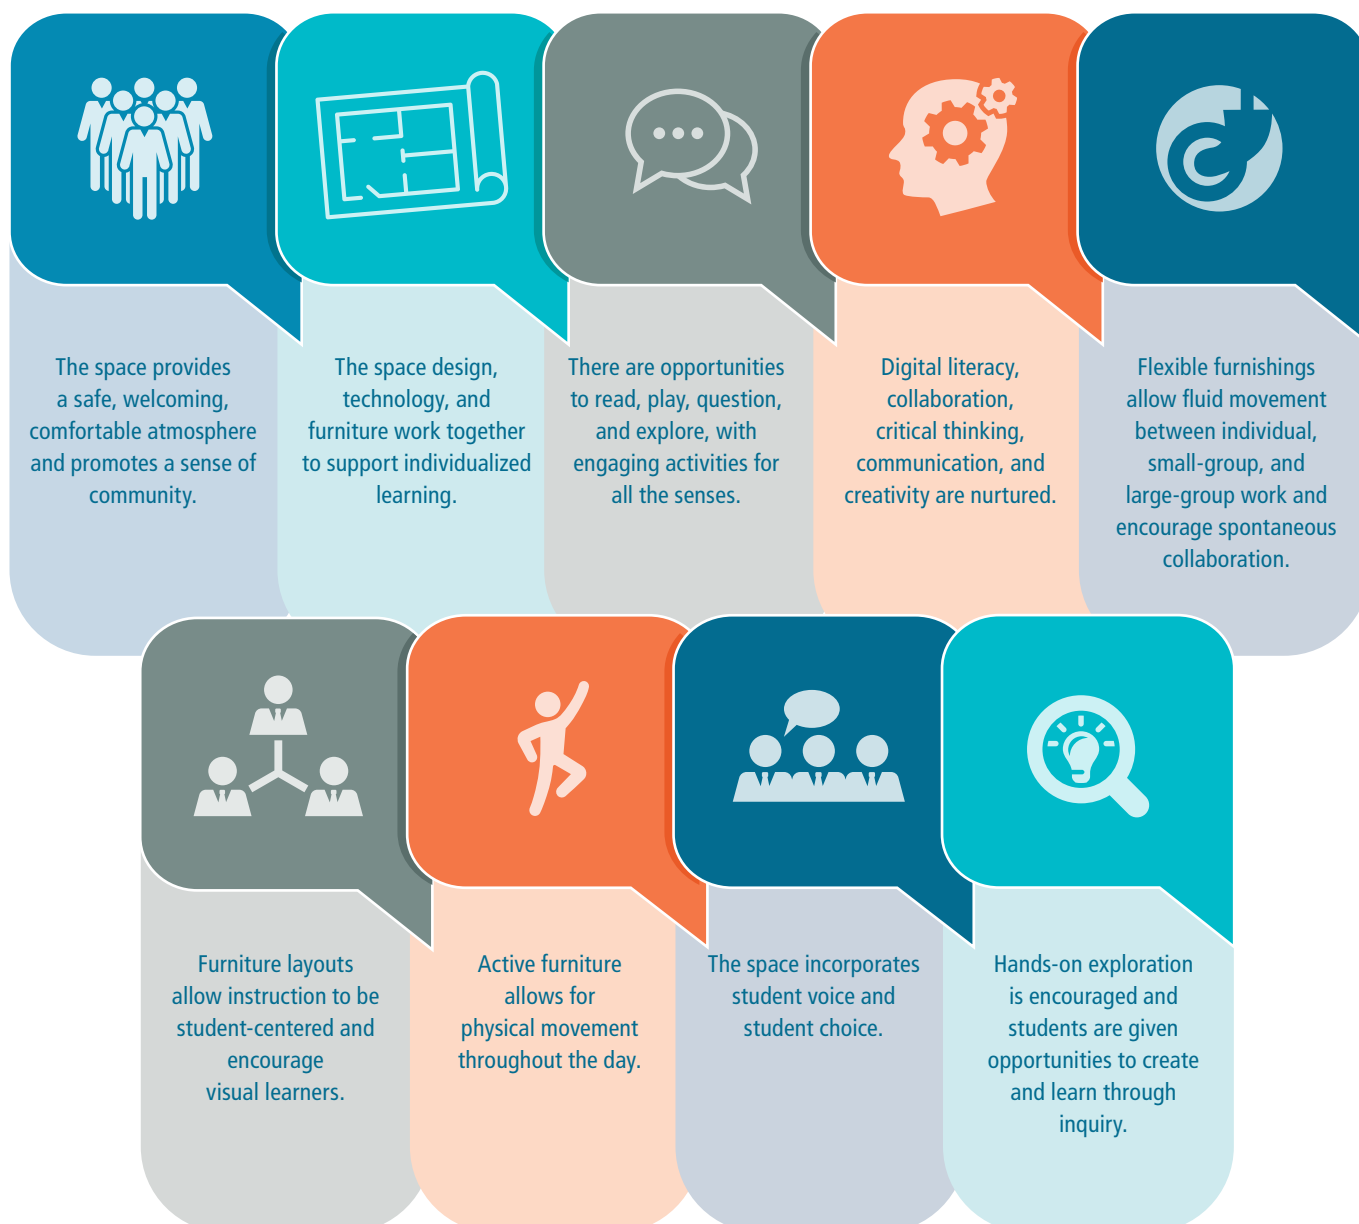 The space provides
a safe, welcoming,
comfortable atmosphere
and promotes a sense of
community.
The space design,
technology, and
furniture work together
to support individualized
learning.
There are opportunities
to read, play, question,
and explore, with
engaging activities for
all the senses.
Digital literacy,
collaboration,
critical thinking,
communication, and
creativity are nurtured.
Flexible furnishings
allow fluid movement
between individual,
small-group, and
large-group work and
encourage spontaneous
collaboration.
Furniture layouts
allow instruction to be
student-centered and
encourage
visual learners.
Active furniture
allows for
physical movement
throughout the day.
The space incorporates
student voice and
student choice.
Hands-on exploration
is encouraged and
students are given
opportunities to create
and learn through
inquiry.